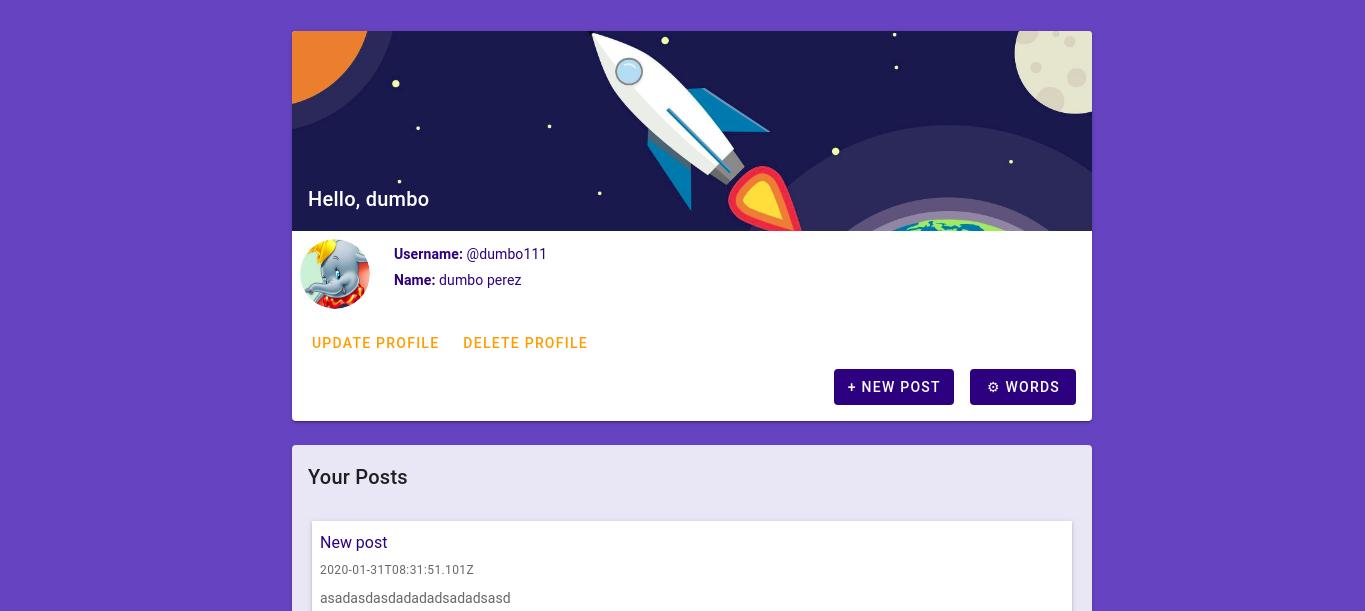 Hello, dumbo
Username: @dumbo111
Name: dumbo perez
UPDATE PROFILE DELETE PROFILE
+ NEW POST ⚙ WORDS
Your Posts
New post
2020-01-31T08:31:51.101Z
asadasdasdadadadsadadsasd